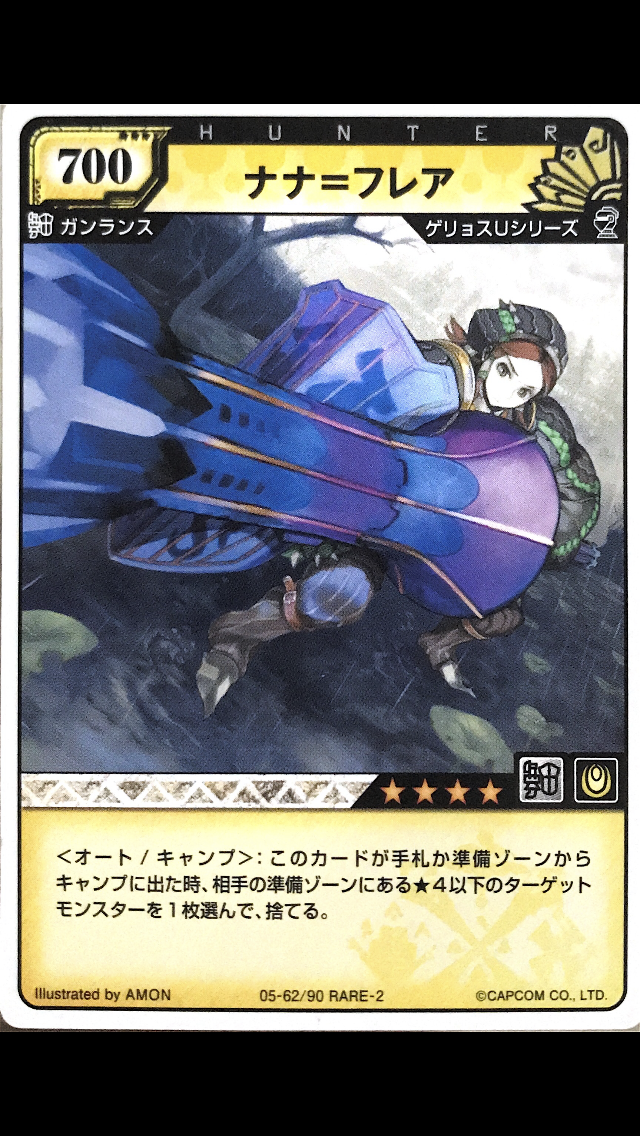 HUNTER
700
ナナ=フレア
ガンランス
ゲリョスUシリーズ
★★★★
＜オート / キャンプ＞：このカードが手札か準備ゾーンから
キャンプに出た時、相手の準備ゾーンにある★４以下のターゲット
モンスターを１枚選んで、捨てる。
Illustrated by AMON
05-62/90 RARE-2
©CAPCOM CO., LTD.